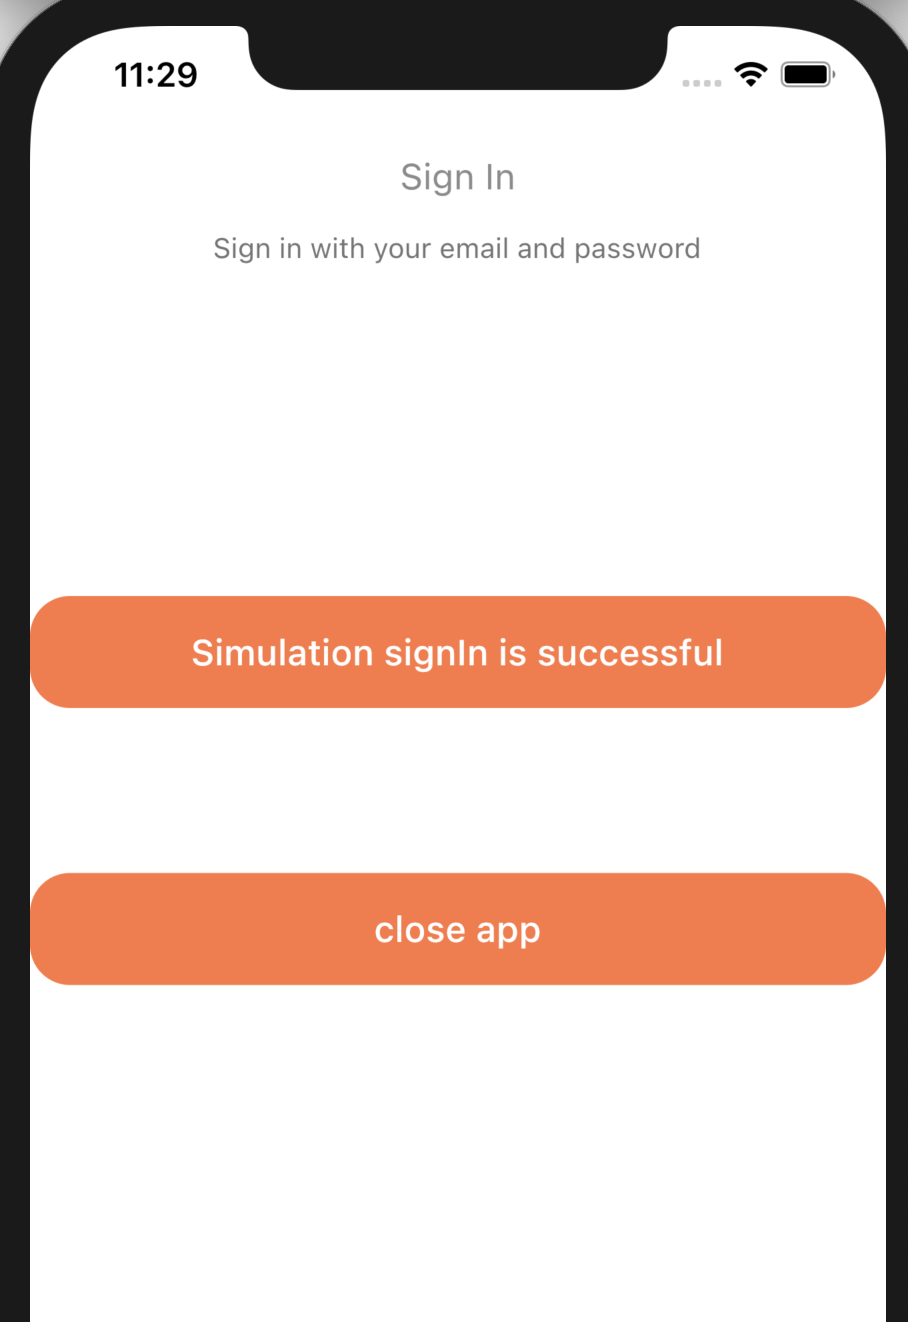 11:29
Sign In
Sign in with your email and password
Simulation signIn is successful
close app